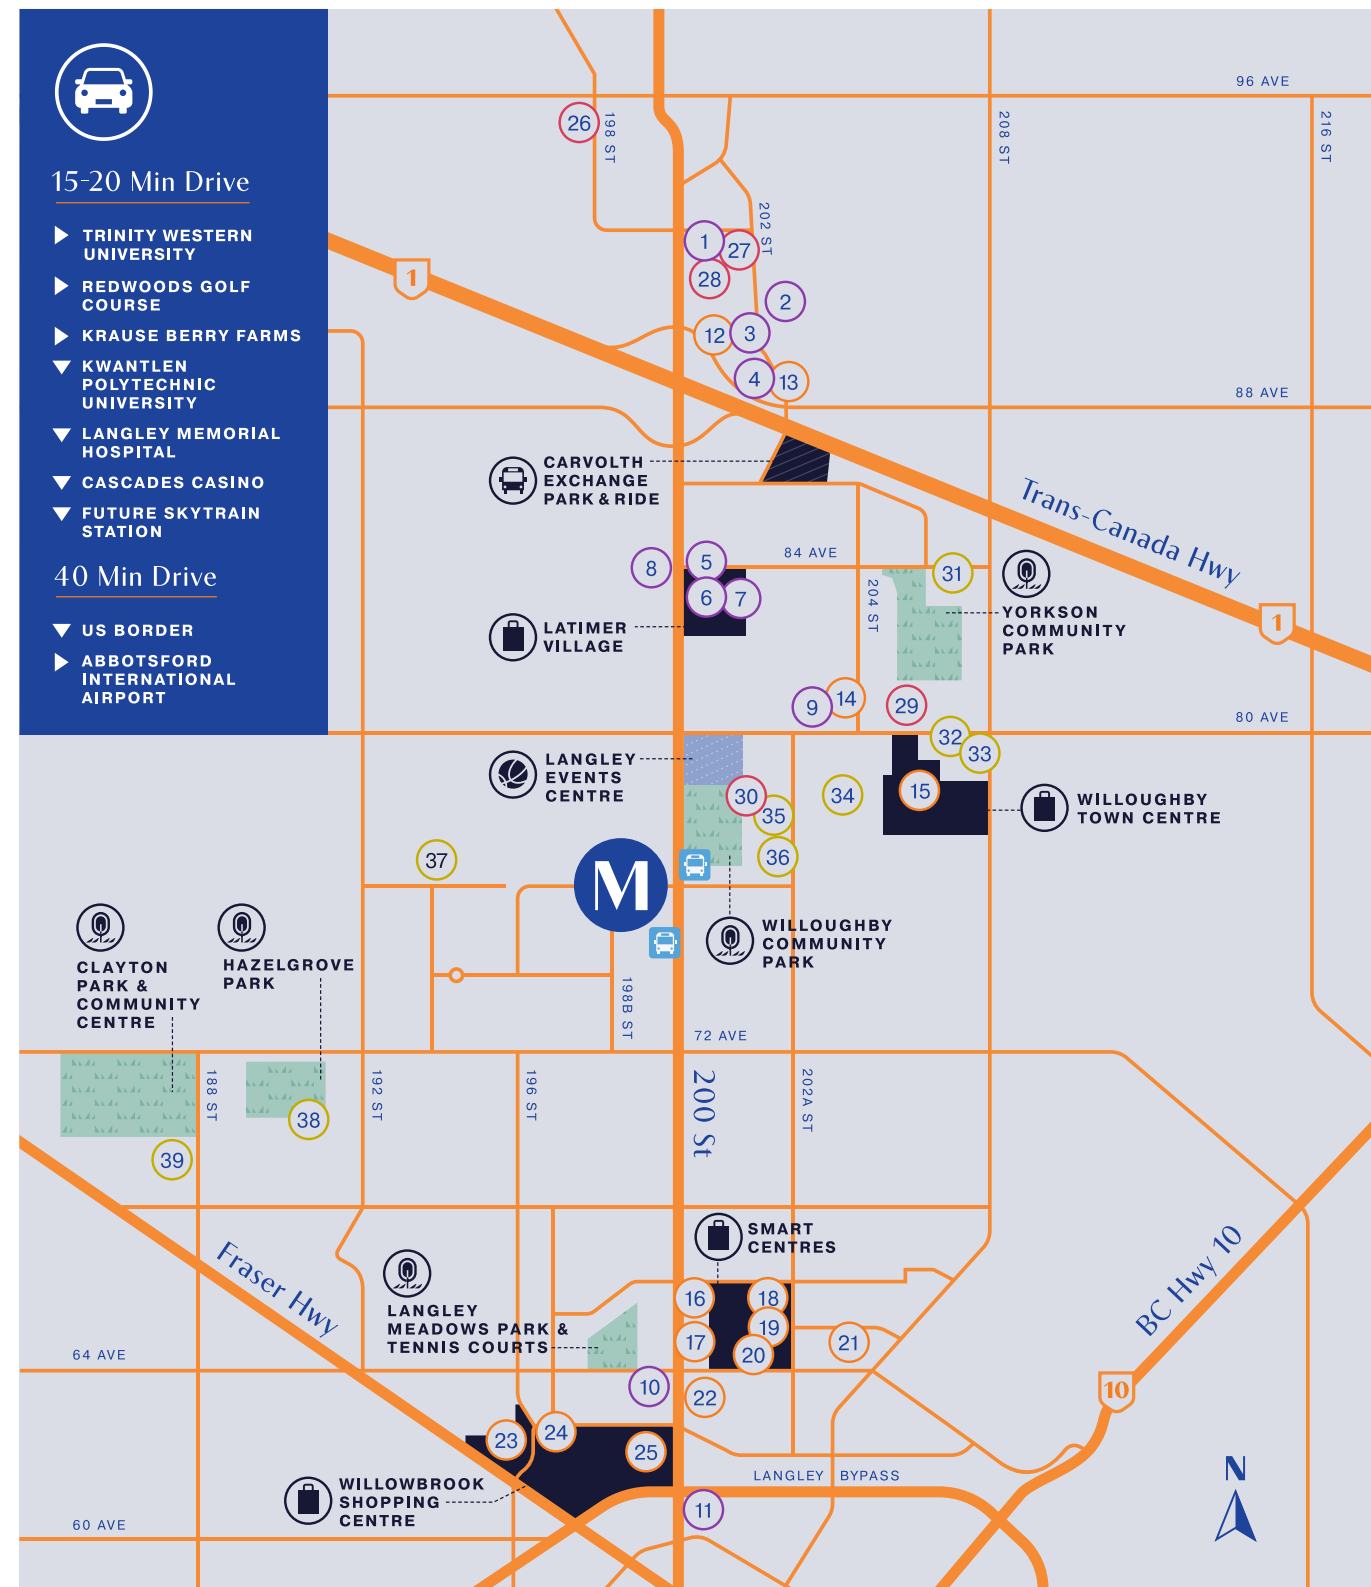 15-20 Min Drive
TRINITY WESTERN
UNIVERSITY
REDWOODS GOLF
COURSE
KRAUSE BERRY FARMS
KWANTLEN
POLYTECHNIC
UNIVERSITY
LANGLEY MEMORIAL
HOSPITAL
CASCADES CASINO
FUTURE SKYTRAIN
STATION
40 Min Drive
US BORDER
ABBOTSFORD
INTERNATIONAL
AIRPORT
96 AVE
26
198 ST
208 ST
216 ST
202 ST
1
27
28
1
2
12
3
4
13
88 AVE
CARVOLTH
EXCHANGE
PARK & RIDE
Trans-Canada Hwy
84 AVE
8
5
6
7
31
204 ST
LATIMER
VILLAGE
YORKSON
COMMUNITY
PARK
1
9
14
29
80 AVE
32
33
LANGLEY
EVENTS
CENTRE
30
35
34
15
WILLOUGHBY
TOWN CENTRE
37
36
M
WILLOUGHBY
COMMUNITY
PARK
CLAYTON
PARK &
COMMUNITY
CENTRE
HAZELGROVE
PARK
198B ST
72 AVE
188 ST
192 ST
196 ST
200 St
202A ST
38
39
SMART
CENTRES
Fraser Hwy
BC Hwy 10
LANGLEY
MEADOWS PARK &
TENNIS COURTS
16
18
17
19
20
21
64 AVE
10
22
10
23
24
25
LANGLEY BYPASS
WILLOWBROOK
SHOPPING
CENTRE
11
60 AVE
N